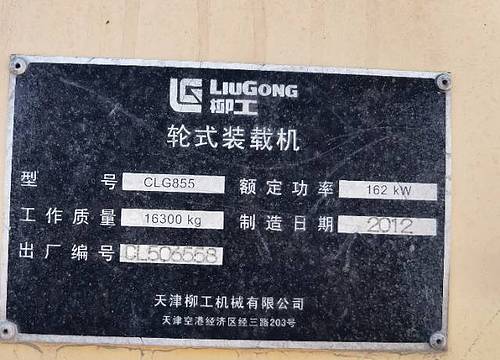 LIUGONG
柳工
轮式装载机
型号 CLG855 额定功率 162 kW
工作质量 16300 kg 制造日期 2012
出厂编号 CL506558
天津柳工机械有限公司
天津空港经济区经三路203号